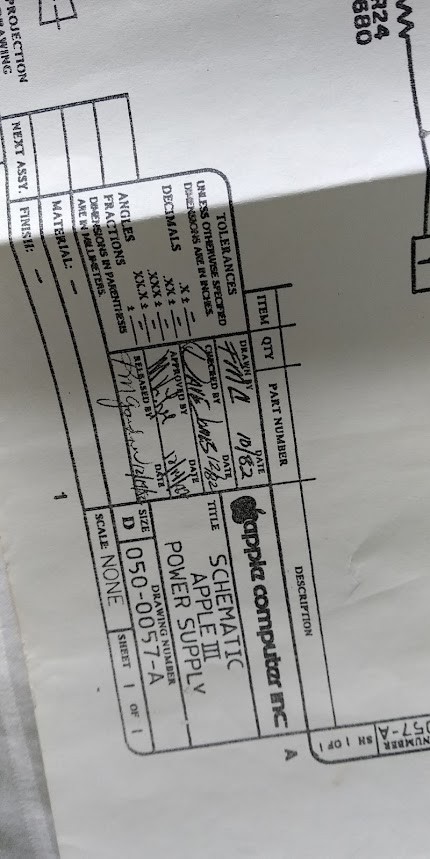 R24
680
PROJECTION
NUMBER
SH 1 OF 1
057-A
A
ITEM QTY PART NUMBER DESCRIPTION
TOLERANCES
UNLESS OTHERWISE SPECIFIED
DIMENSIONS ARE IN INCHES.
DECIMALS .X ± –
.XX ± –
.XXX ± –
ANGLES XX.X ± –
FRACTIONS ± –
DIMENSIONS IN PARENTHESIS
ARE IN MILLIMETERS.
MATERIAL: –
NEXT ASSY. FINISH: –
DRAWN BY DATE
10/82
CHECKED BY DATE
12/82
APPROVED BY DATE
RELEASED BY DATE
apple computer inc.
TITLE
SCHEMATIC
APPLE III
POWER SUPPLY
SIZE DRAWING NUMBER
D 050-0057-A
SCALE: NONE SHEET 1 OF 1
1